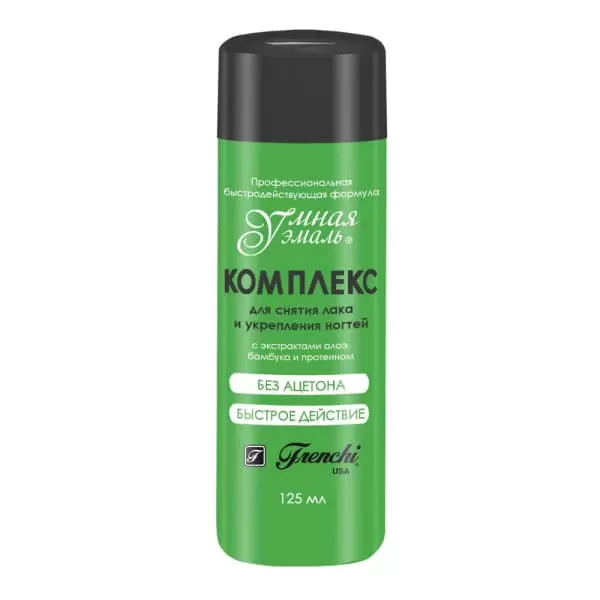 Профессиональная
быстродействующая формула
Умная
эмаль®
КОМПЛЕКС
для снятия лака
и укрепления ногтей
с экстрактами алоэ,
бамбука и протеином
БЕЗ АЦЕТОНА
БЫСТРОЕ ДЕЙСТВИЕ
F Frenchi®
USA
125 мл